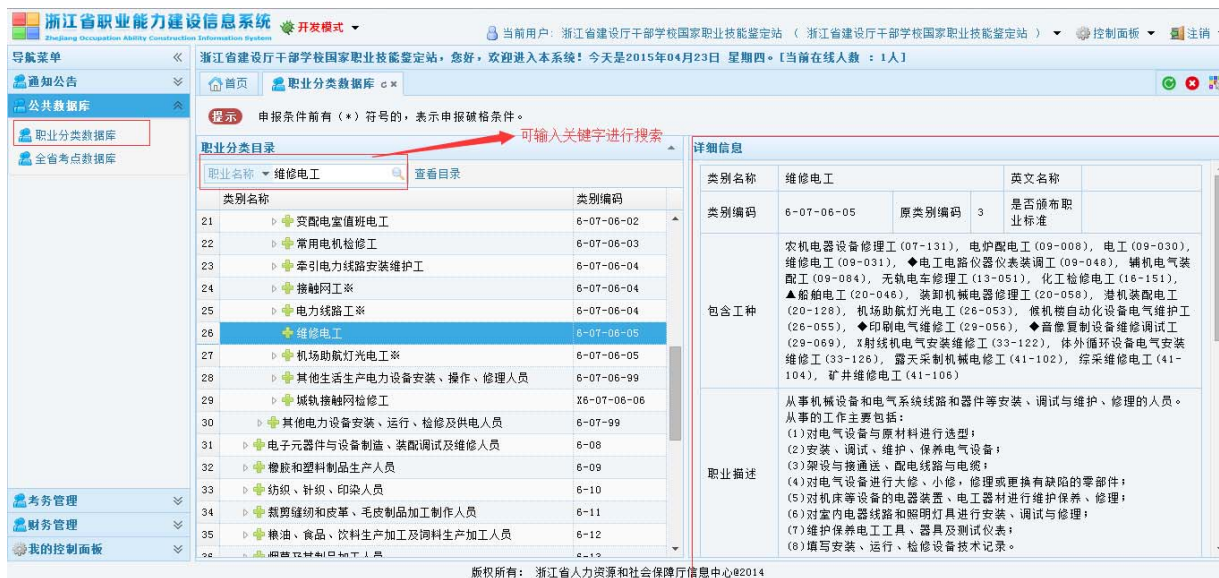 浙江省职业能力建设信息系统
Zhejiang Occupation Ability Construction Information System
开发模式
当前用户: 浙江省建设厅干部学校国家职业技能鉴定站 ( 浙江省建设厅干部学校国家职业技能鉴定站 )
控制面板
注销
导航菜单
浙江省建设厅干部学校国家职业技能鉴定站,您好,欢迎进入本系统!今天是2015年04月23日 星期四。[当前在线人数 : 1人]
通知公告
首页
职业分类数据库
公共数据库
职业分类数据库
全省考点数据库
提示 申报条件前有(*)符号的,表示申报破格条件。
可输入关键字进行搜索
职业分类目录
职业名称 维修电工 查看目录
类别名称 类别编码
21 变配电室值班电工 6-07-06-02
22 常用电机检修工 6-07-06-03
23 牵引电力线路安装维护工 6-07-06-04
24 接触网工※ 6-07-06-04
25 电力线路工※ 6-07-06-04
26 维修电工 6-07-06-05
27 机场助航灯光电工※ 6-07-06-05
28 其他生活生产电力设备安装、操作、修理人员 6-07-06-99
29 城轨接触网检修工 X6-07-06-06
30 其他电力设备安装、运行、检修及供电人员 6-07-99
31 电子元器件与设备制造、装配调试及维修人员 6-08
32 橡胶和塑料制品生产人员 6-09
33 纺织、针织、印染人员 6-10
34 裁剪缝纫和皮革、毛皮制品加工制作人员 6-11
35 粮油、食品、饮料生产加工及饲料生产加工人员 6-12
36 烟草及其制品加工人员 6-13
详细信息
类别名称 维修电工 英文名称
类别编码 6-07-06-05 原类别编码 3 是否颁布职
业标准
包含工种
农机电器设备修理工(07-131), 电炉配电工(09-008), 电工(09-030),
维修电工(09-031), ◆电工电路仪器仪表装调工(09-048), 辅机电气装
配工(09-084), 无轨电车修理工(13-051), 化工检修电工(16-151),
▲船舶电工(20-046), 装卸机械电器修理工(20-058), 港机装配电工
(20-128), 机场助航灯光电工(26-053), 候机楼自动化设备电气维护工
(26-055), ◆印刷电气维修工(29-056), ◆音像复制设备维修调试工
(29-069), X射线机电气安装维修工(33-122), 体外循环设备电气安装
维修工(33-126), 露天采制机械电修工(41-102), 综采维修电工(41-
104), 矿井维修电工(41-106)
职业描述
从事机械设备和电气系统线路和器件等安装、调试与维护、修理的人员。
从事的工作主要包括:
(1)对电气设备与原材料进行选型;
(2)安装、调试、维护、保养电气设备;
(3)架设与接通送、配电线路与电缆;
(4)对电气设备进行大修、小修,修理或更换有缺陷的零部件;
(5)对机床等设备的电器装置、电工器材进行维护保养、修理;
(6)对室内电器线路和照明灯具进行安装、调试与修理;
(7)维护保养电工工具、器具及测试仪表;
(8)填写安装、运行、检修设备技术记录。
考务管理
财务管理
我的控制面板
版权所有: 浙江省人力资源和社会保障厅信息中心@2014